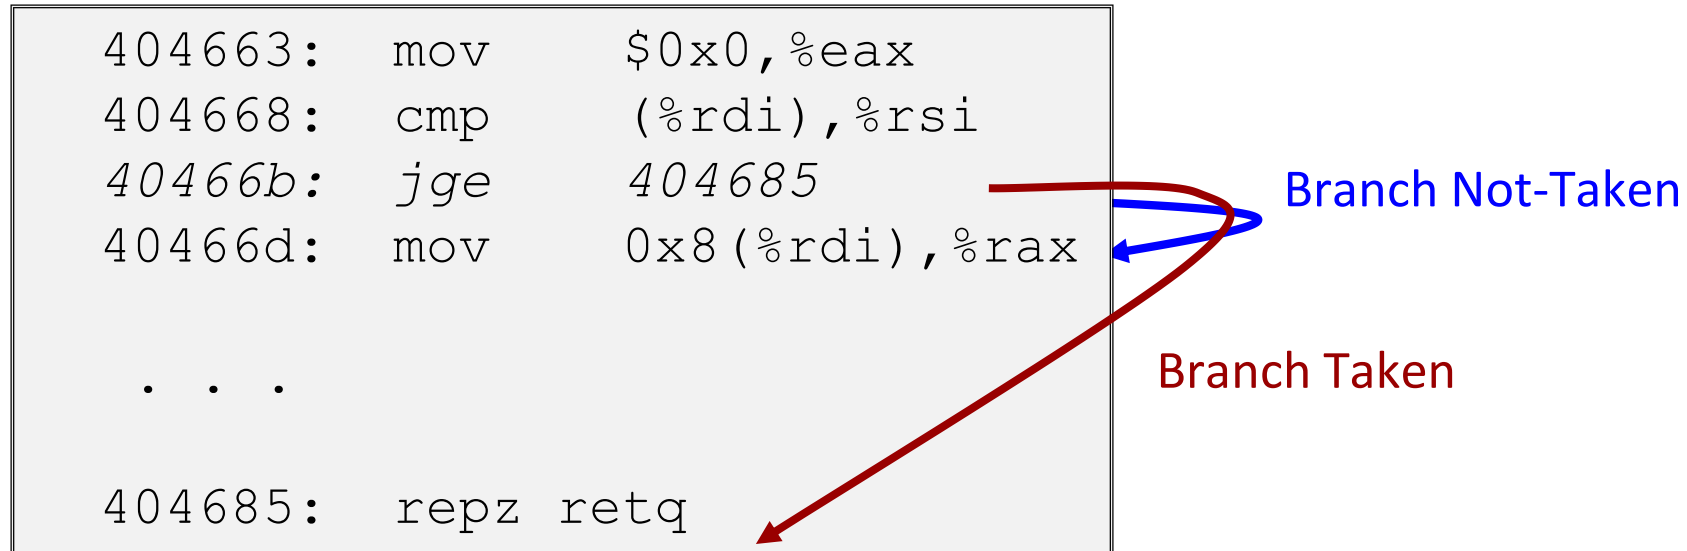 404663: mov $0x0,%eax
404668: cmp (%rdi),%rsi
40466b: jge 404685
40466d: mov 0x8(%rdi),%rax
. . .
404685: repz retq
Branch Not-Taken
Branch Taken